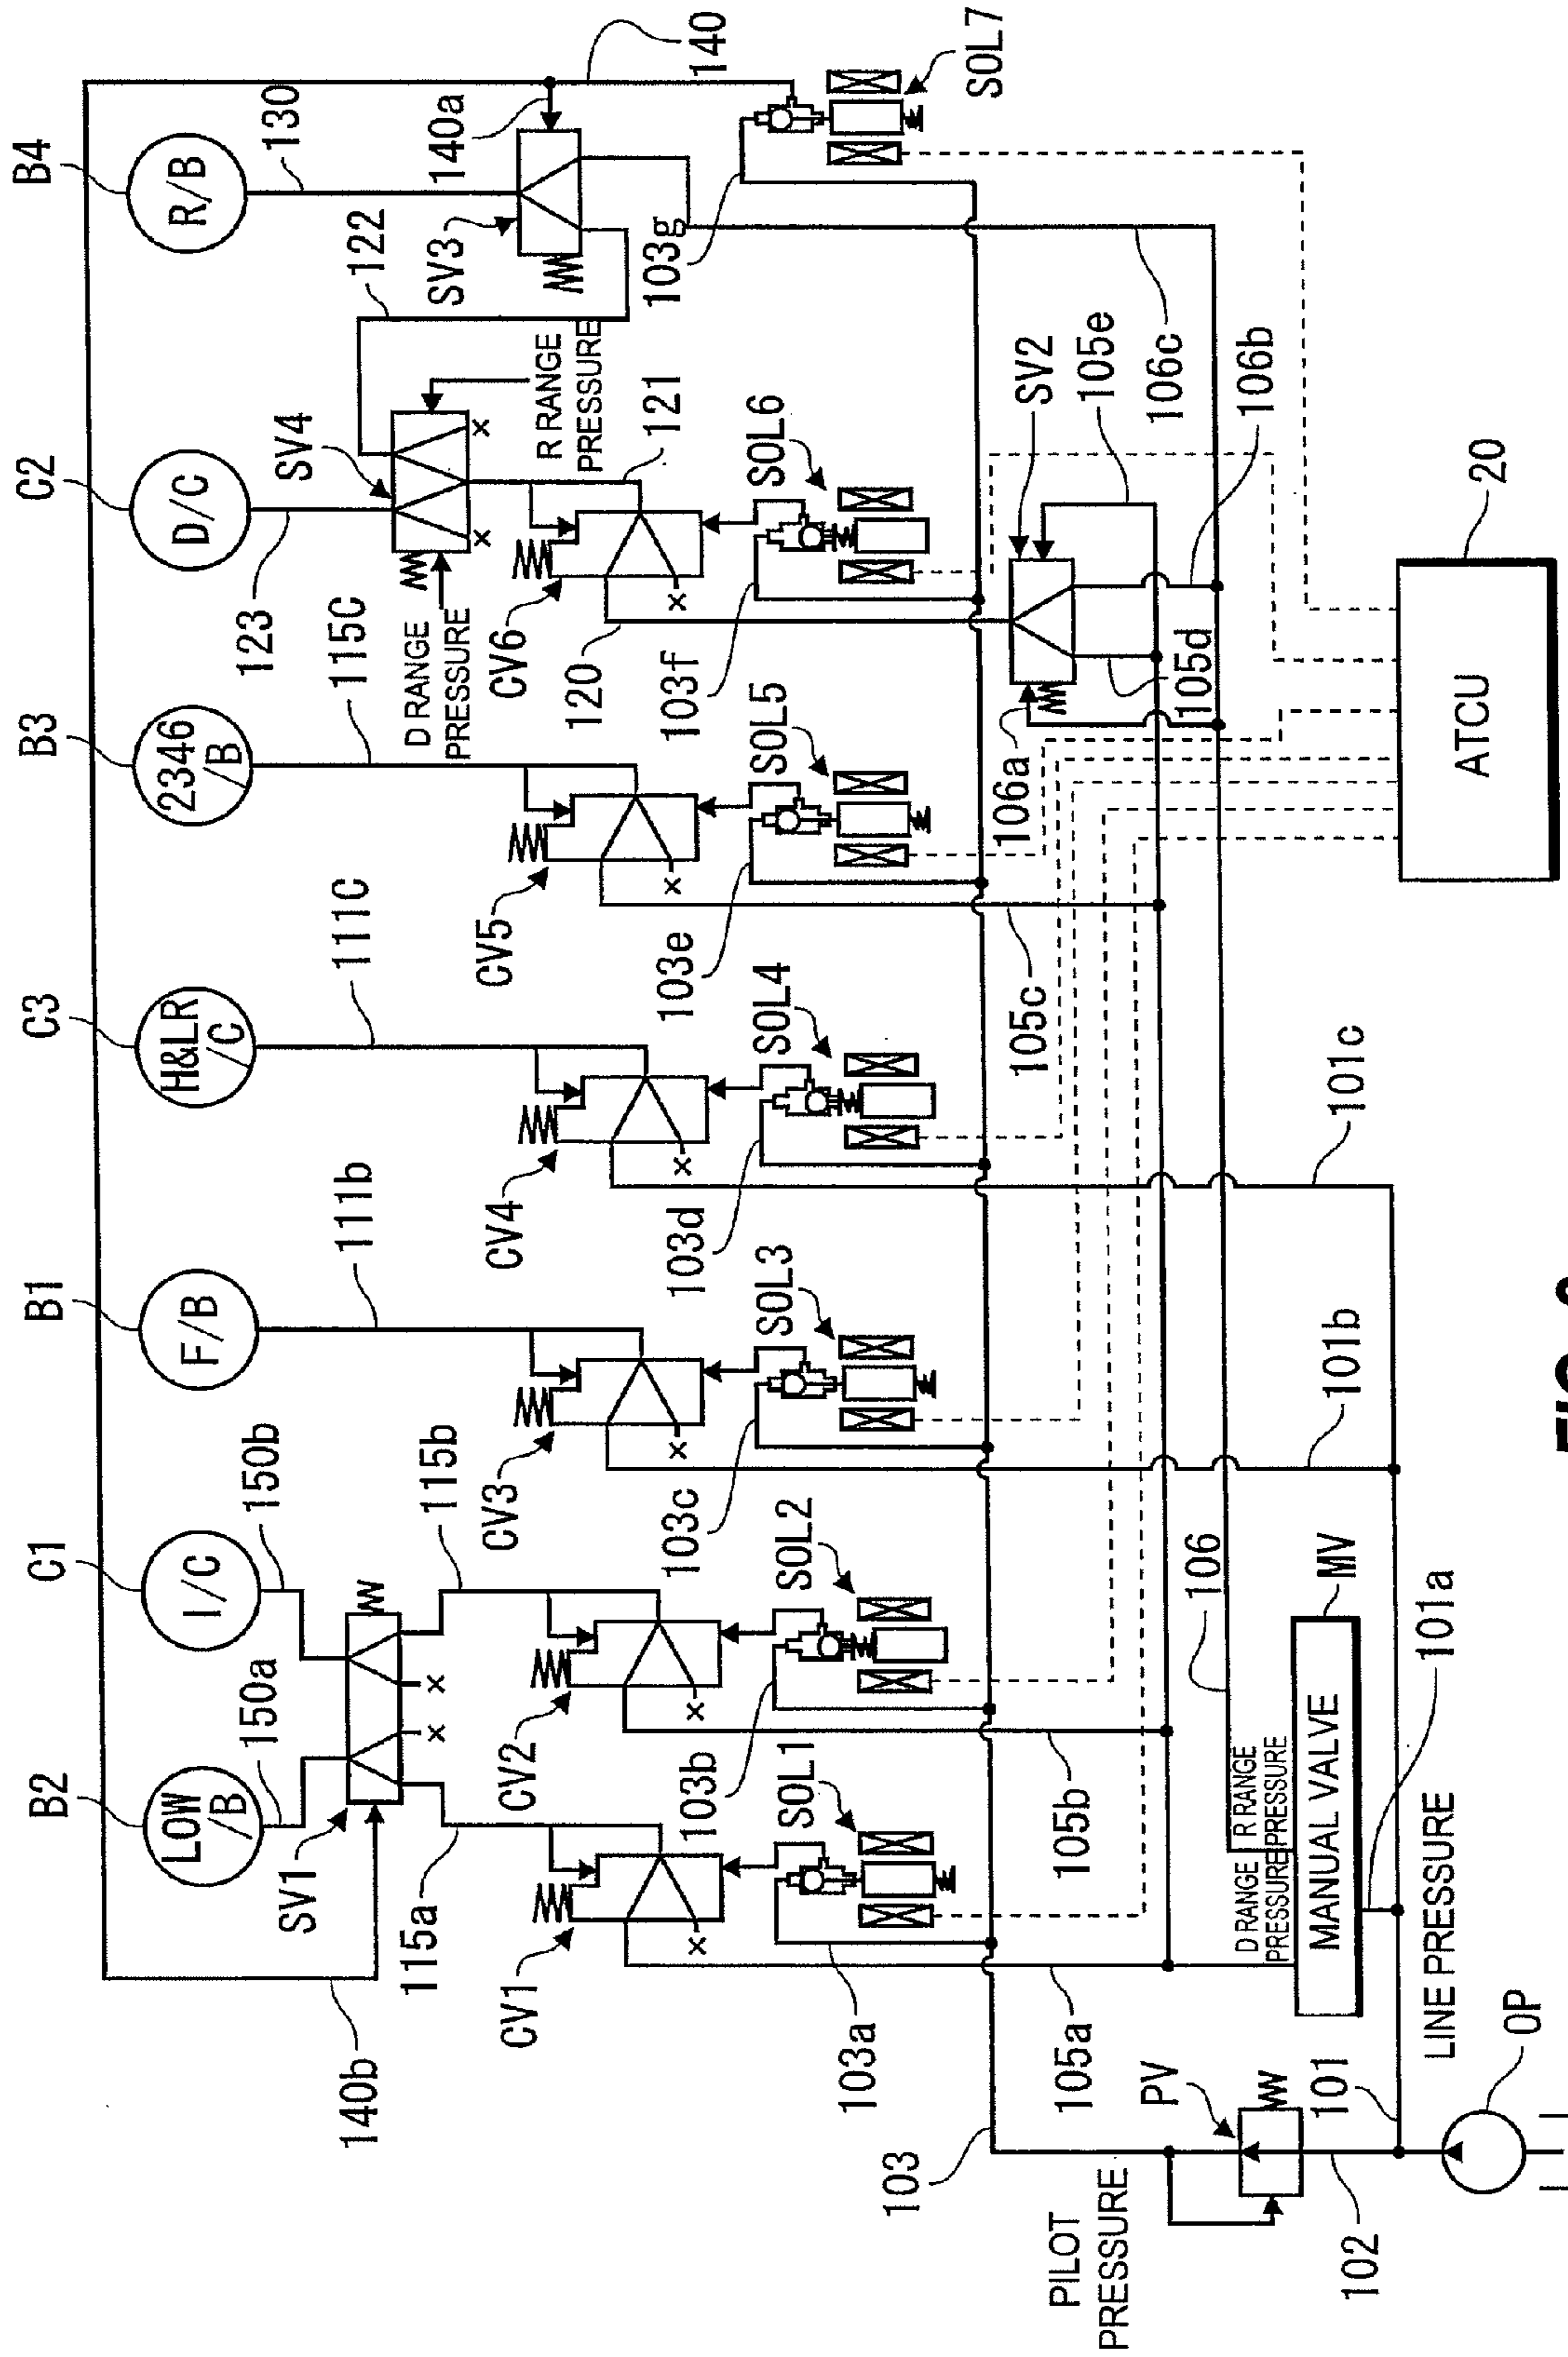 B2
C1
B1
C3
B3
C2
B4
LOW
/B
I/C
F/B
H&LR
/C
2346
/B
D/C
R/B
140b
150a
150b
111b
111C
115C
123
122
130
140
SV1
115a
115b
D RANGE
PRESSURE
SV4
R RANGE
PRESSURE
SV3
140a
CV1
CV2
CV3
CV4
CV5
CV6
120
121
103a
103b
SOL1
SOL2
103c
SOL3
103d
SOL4
103e
SOL5
103f
SOL6
103g
SOL7
103
105a
105b
105c
106a
105d
SV2
105e
106c
106b
PILOT
PRESSURE
PV
D RANGE
PRESSURE
R RANGE
PRESSURE
106
MANUAL VALVE
MV
101b
101c
ATCU
20
102
101
LINE PRESSURE
101a
OP